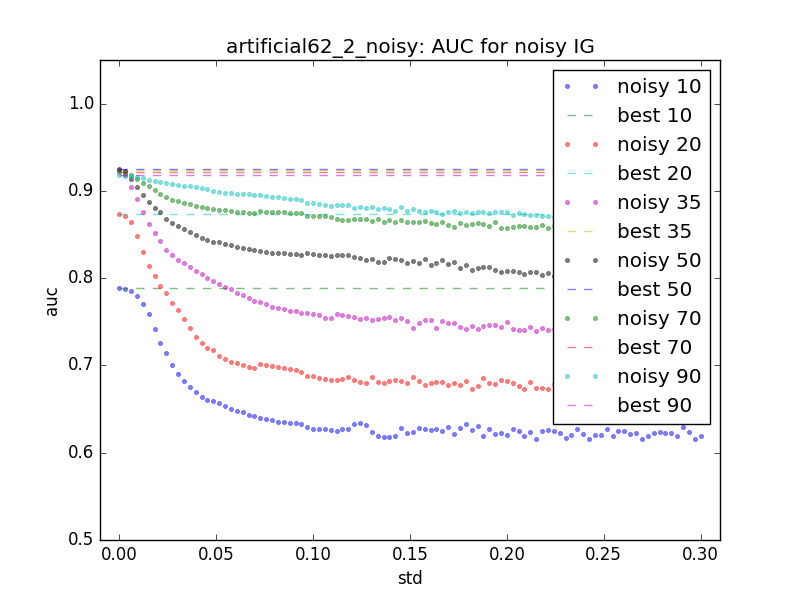 artificial62_2_noisy: AUC for noisy IG
1.0
0.9
0.8
0.7
0.6
0.5
auc
noisy 10
best 10
noisy 20
best 20
noisy 35
best 35
noisy 50
best 50
noisy 70
best 70
noisy 90
best 90
0.00 0.05 0.10 0.15 0.20 0.25 0.30
std